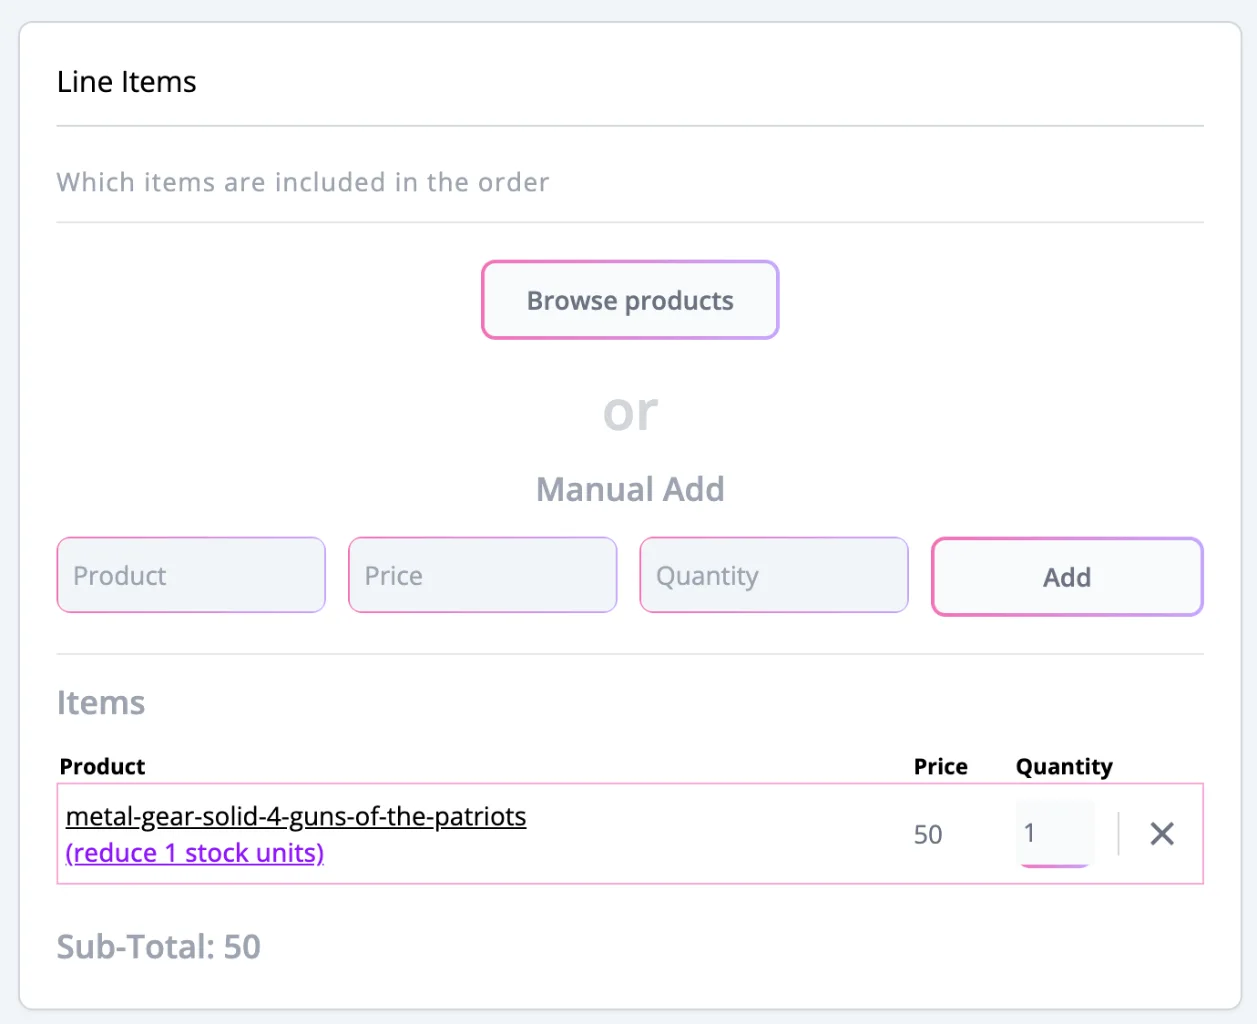 Line Items
Which items are included in the order
Browse products
or
Manual Add
Product Price Quantity Add
Items
Product Price Quantity
metal-gear-solid-4-guns-of-the-patriots 50 1
(reduce 1 stock units)
Sub-Total: 50